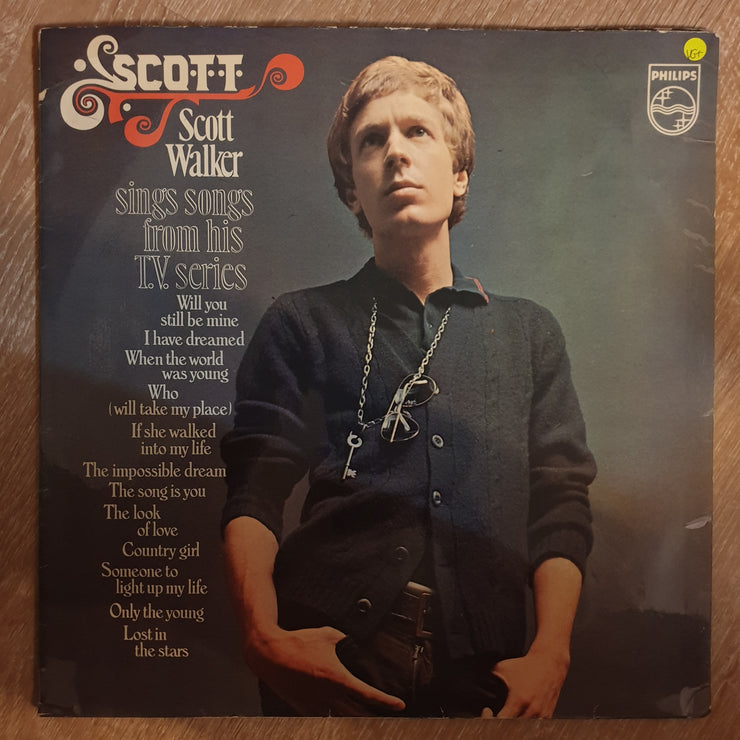 SCOTT
Scott
Walker
sings songs
from his
T.V. series
Will you
still be mine
I have dreamed
When the world
was young
Who
(will take my place)
If she walked
into my life
The impossible dream
The song is you
The look
of love
Country girl
Someone to
light up my life
Only the young
Lost in
the stars
VG+
PHILIPS